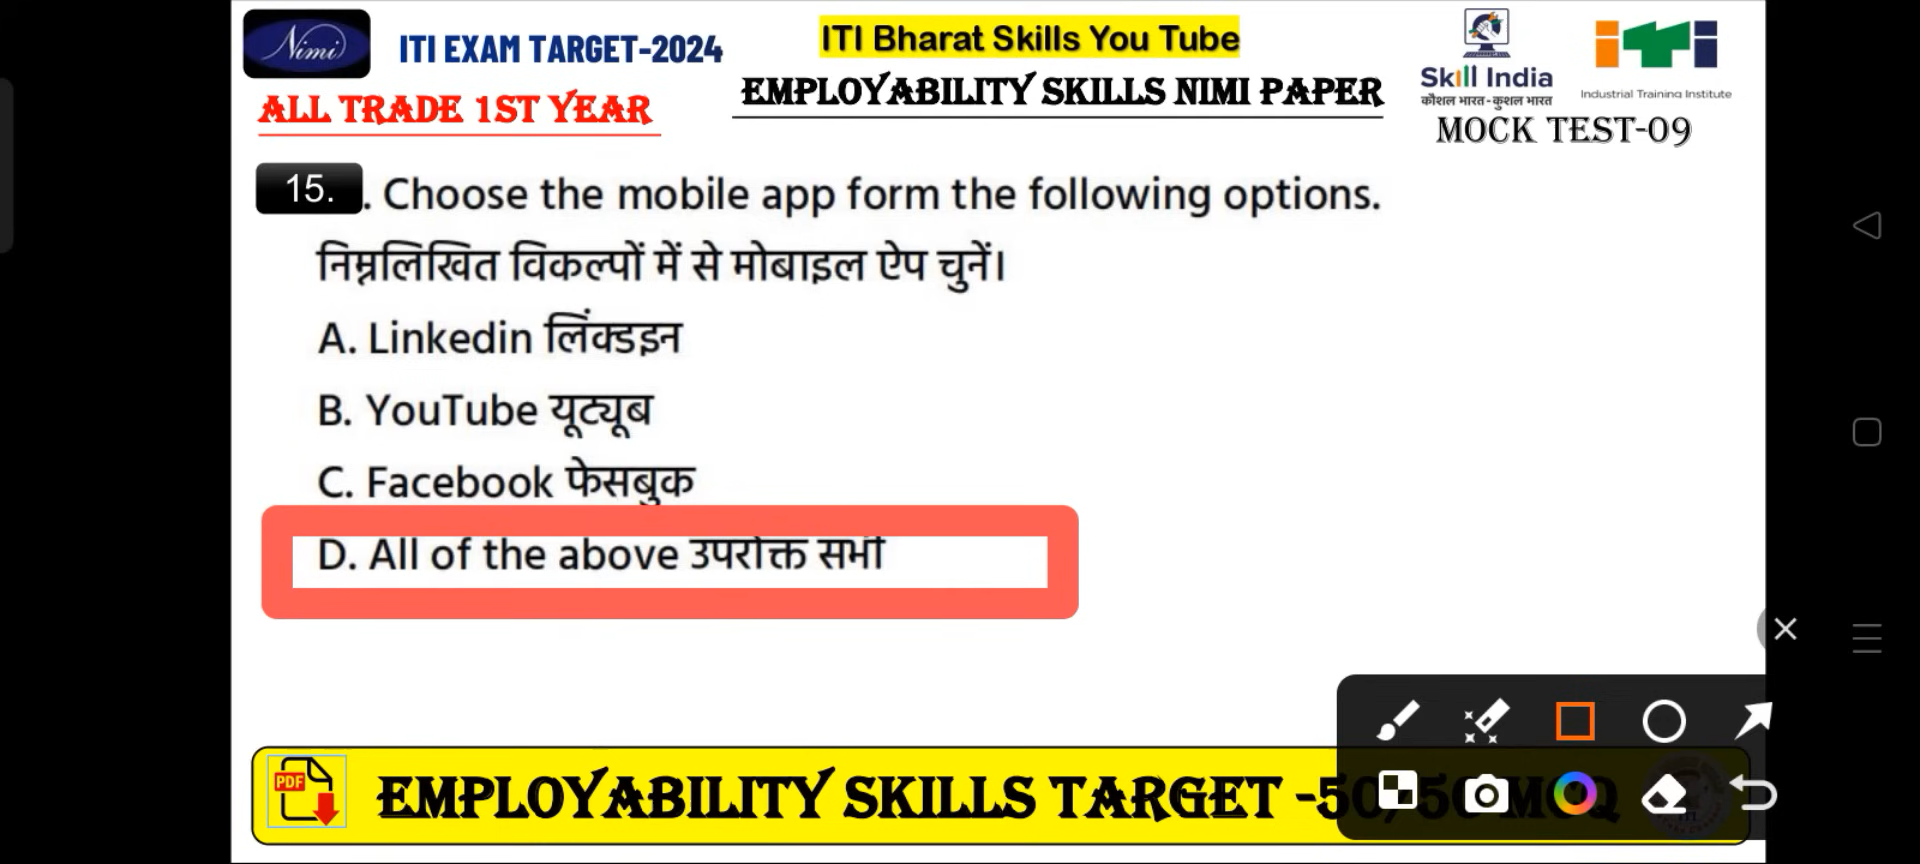 Nimi
ITI EXAM TARGET-2024
ITI Bharat Skills You Tube
ALL TRADE 1ST YEAR
EMPLOYABILITY SKILLS NIMI PAPER
Skill India
कौशल भारत-कुशल भारत
Industrial Training Institute
MOCK TEST-09
15. . Choose the mobile app form the following options.
निम्नलिखित विकल्पों में से मोबाइल ऐप चुनें।
A. Linkedin लिंक्डइन
B. YouTube यूट्यूब
C. Facebook फेसबुक
D. All of the above उपरोक्त सभी
PDF
EMPLOYABILITY SKILLS TARGET -50/50 MCQ